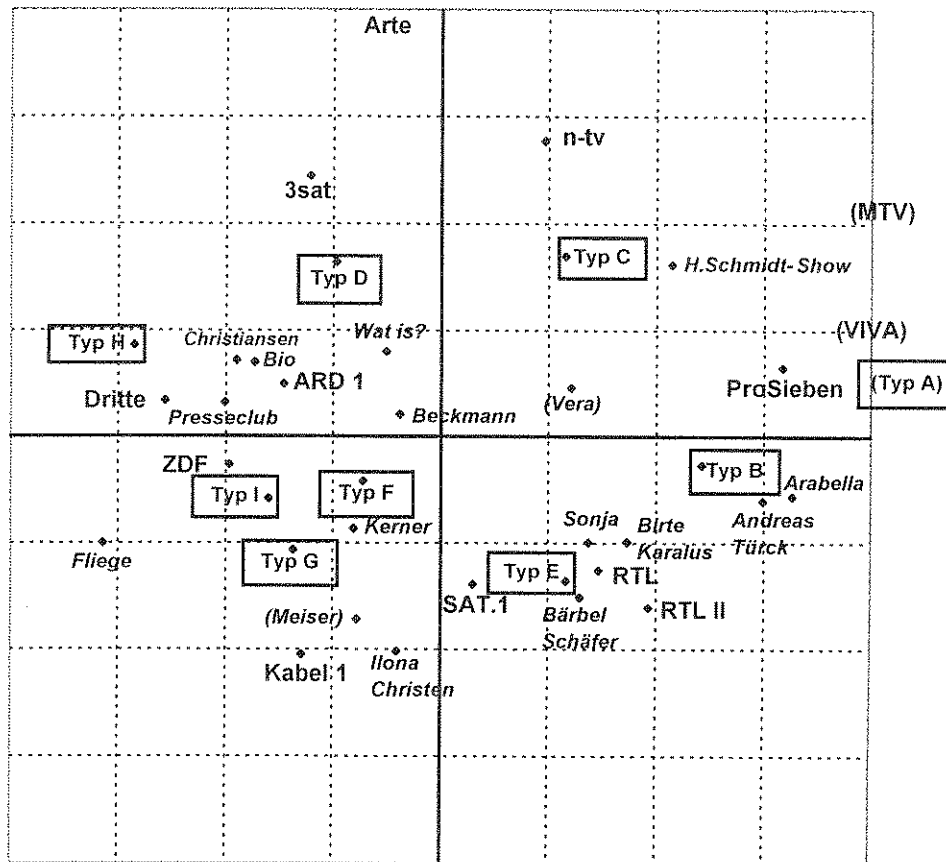 Arte
n-tv
3sat
(MTV)
Typ C
H.Schmidt-Show
Typ D
Wat is?
(VIVA)
Typ H
Christiansen
Bio
ARD 1
ProSieben
(Typ A)
Dritte
Presseclub
Beckmann
(Vera)
ZDF
Typ B
Arabella
Typ I
Typ F
Andreas
Türck
Kerner
Sonja
Birte
Karalus
Fliege
Typ G
Typ E
RTL
SAT.1
Bärbel
Schäfer
RTL II
(Meiser)
Kabel 1
Ilona
Christen